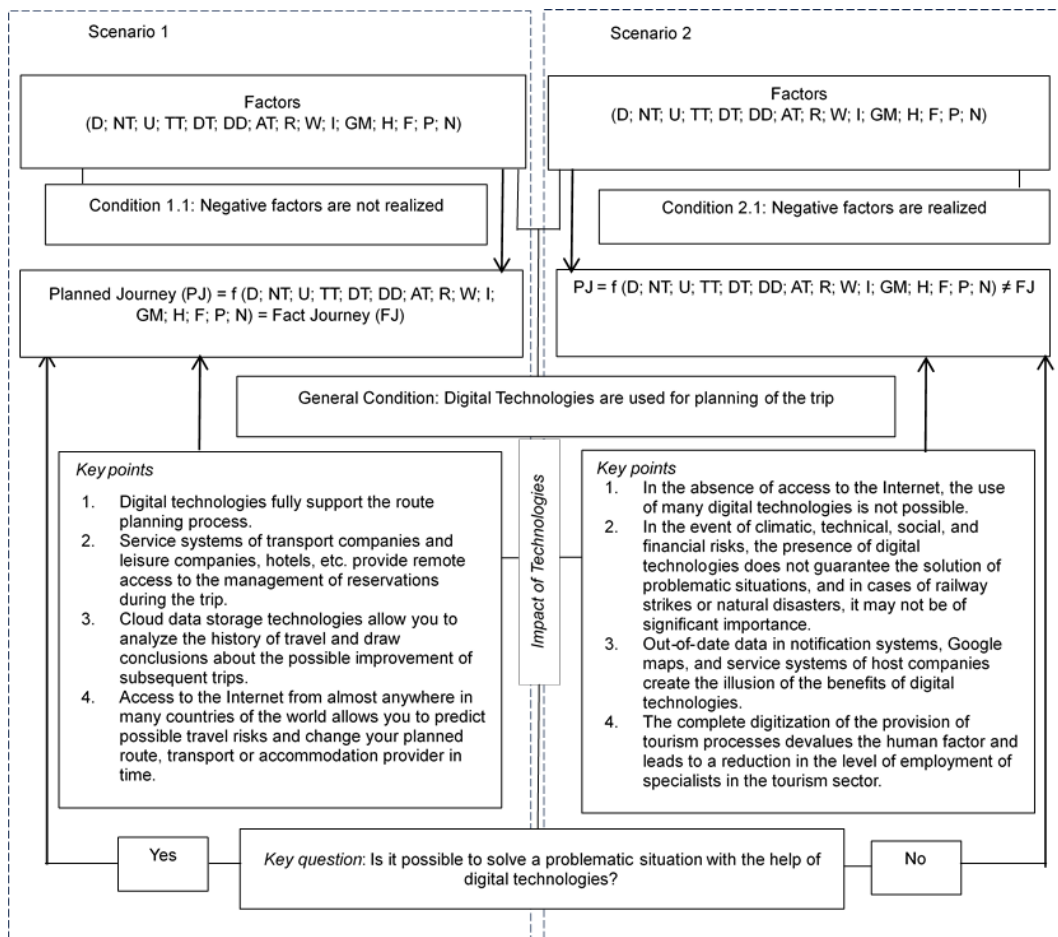 Scenario 1
Factors
(D; NT; U; TT; DT; DD; AT; R; W; I; GM; H; F; P; N)
Condition 1.1: Negative factors are not realized
Planned Journey (PJ) = f (D; NT; U; TT; DT; DD; AT; R; W; I;
GM; H; F; P; N) = Fact Journey (FJ)
Scenario 2
Factors
(D; NT; U; TT; DT; DD; AT; R; W; I; GM; H; F; P; N)
Condition 2.1: Negative factors are realized
PJ = f (D; NT; U; TT; DT; DD; AT; R; W; I; GM; H; F; P; N) ≠ FJ
General Condition: Digital Technologies are used for planning of the trip
Key points
1. Digital technologies fully support the route
planning process.
2. Service systems of transport companies and
leisure companies, hotels, etc. provide remote
access to the management of reservations
during the trip.
3. Cloud data storage technologies allow you to
analyze the history of travel and draw
conclusions about the possible improvement of
subsequent trips.
4. Access to the Internet from almost anywhere in
many countries of the world allows you to predict
possible travel risks and change your planned
route, transport or accommodation provider in
time.
Impact of Technologies
Key points
1. In the absence of access to the Internet, the use
of many digital technologies is not possible.
2. In the event of climatic, technical, social, and
financial risks, the presence of digital
technologies does not guarantee the solution of
problematic situations, and in cases of railway
strikes or natural disasters, it may not be of
significant importance.
3. Out-of-date data in notification systems, Google
maps, and service systems of host companies
create the illusion of the benefits of digital
technologies.
4. The complete digitization of the provision of
tourism processes devalues the human factor and
leads to a reduction in the level of employment of
specialists in the tourism sector.
Yes
Key question: Is it possible to solve a problematic situation with the help of
digital technologies?
No